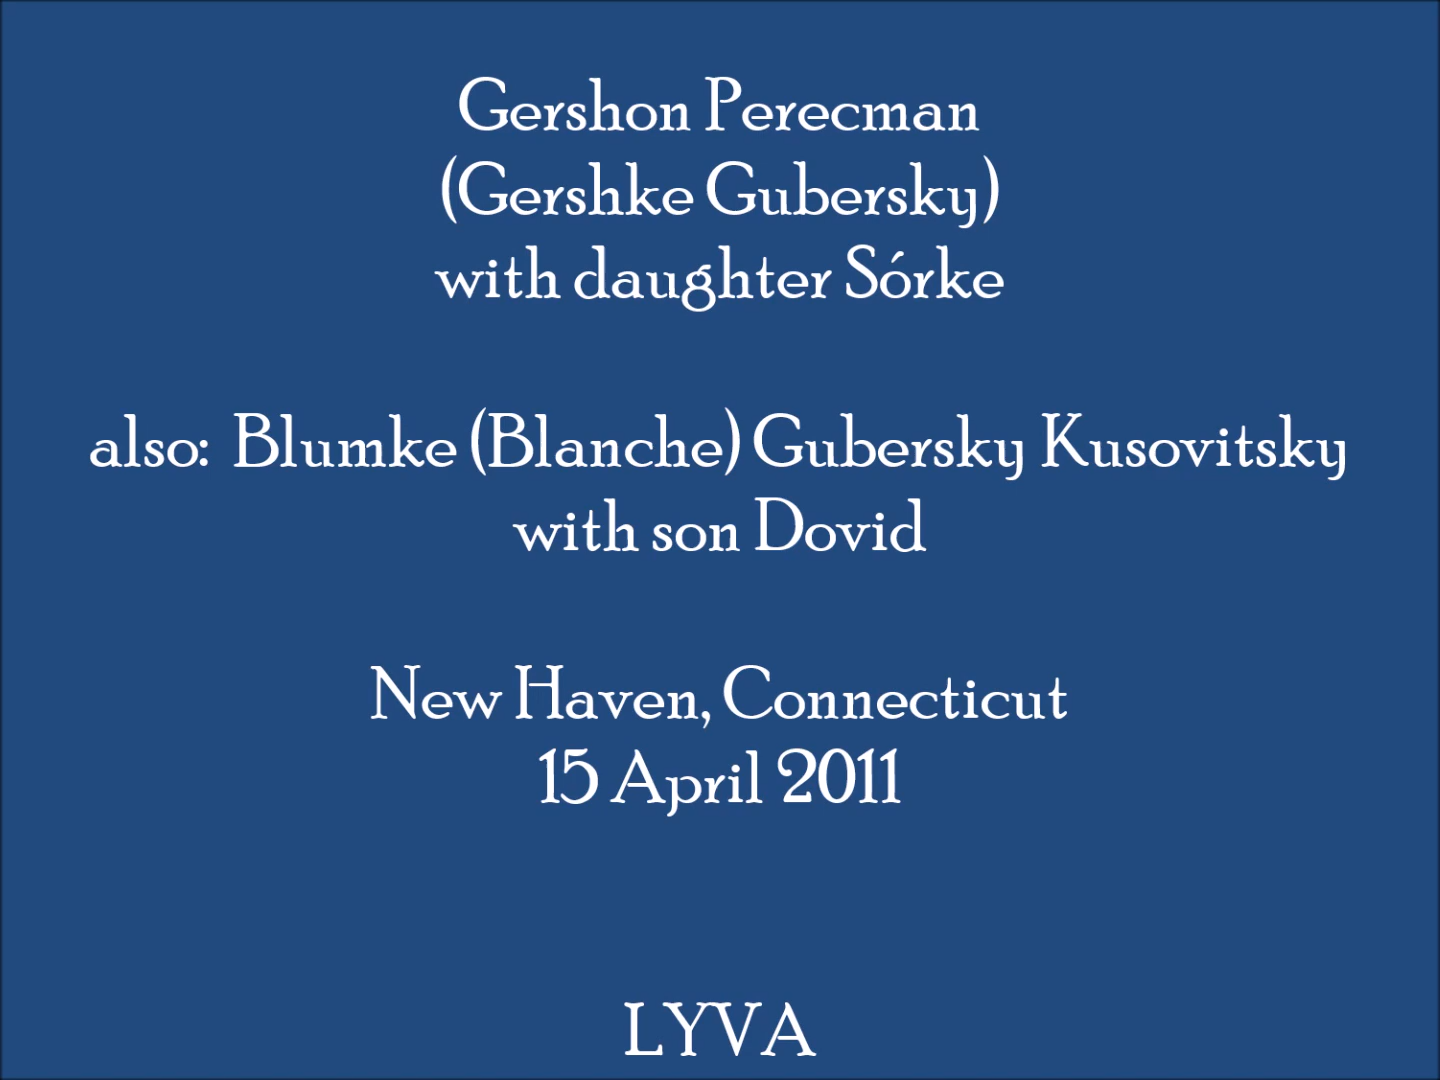 Gershon Perecman
(Gershke Gubersky)
with daughter Sórke
also: Blumke (Blanche) Gubersky Kusovitsky
with son Dovid
New Haven, Connecticut
15 April 2011
LYVA